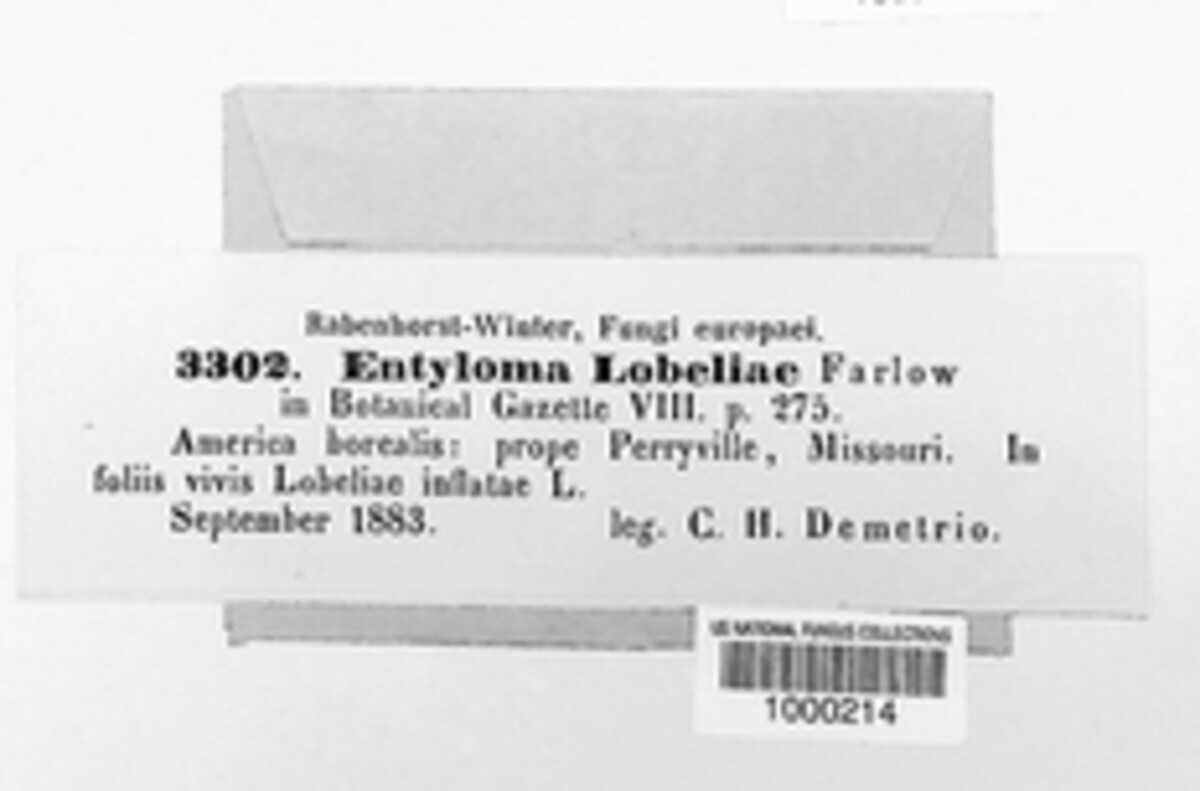 Rabenhorst-Winter, Fungi europaei.
3302. Entyloma Lobeliae Farlow
in Botanical Gazette VIII. p. 275.
America borealis: prope Perryville, Missouri. In
foliis vivis Lobeliae inflatae L.
September 1883. leg. C. H. Demetrio.
US NATIONAL FUNGUS COLLECTIONS
1000214